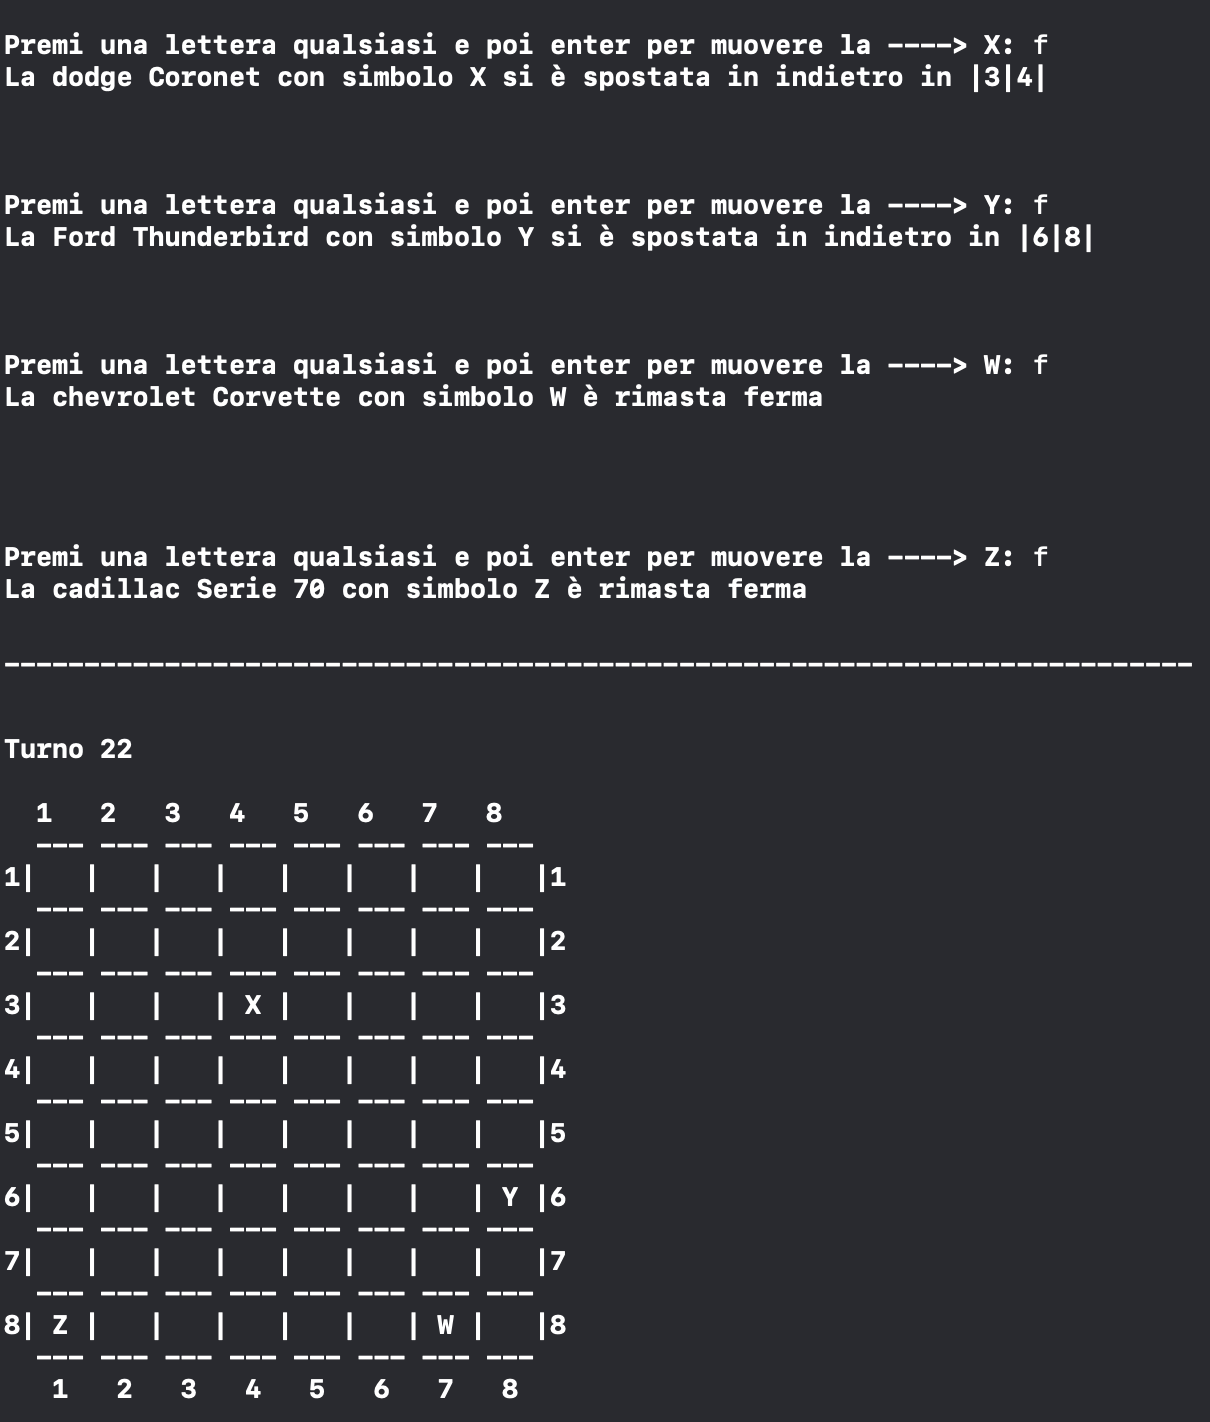 Premi una lettera qualsiasi e poi enter per muovere la ----> X: f
La dodge Coronet con simbolo X si è spostata in indietro in |3|4|
Premi una lettera qualsiasi e poi enter per muovere la ----> Y: f
La Ford Thunderbird con simbolo Y si è spostata in indietro in |6|8|
Premi una lettera qualsiasi e poi enter per muovere la ----> W: f
La chevrolet Corvette con simbolo W è rimasta ferma
Premi una lettera qualsiasi e poi enter per muovere la ----> Z: f
La cadillac Serie 70 con simbolo Z è rimasta ferma
--------------------------------------------------------------------------
Turno 22
  1   2   3   4   5   6   7   8
  --- --- --- --- --- --- --- ---
1|   |   |   |   |   |   |   |   |1
  --- --- --- --- --- --- --- ---
2|   |   |   |   |   |   |   |   |2
  --- --- --- --- --- --- --- ---
3|   |   |   | X |   |   |   |   |3
  --- --- --- --- --- --- --- ---
4|   |   |   |   |   |   |   |   |4
  --- --- --- --- --- --- --- ---
5|   |   |   |   |   |   |   |   |5
  --- --- --- --- --- --- --- ---
6|   |   |   |   |   |   |   | Y |6
  --- --- --- --- --- --- --- ---
7|   |   |   |   |   |   |   |   |7
  --- --- --- --- --- --- --- ---
8| Z |   |   |   |   |   | W |   |8
  --- --- --- --- --- --- --- ---
   1   2   3   4   5   6   7   8